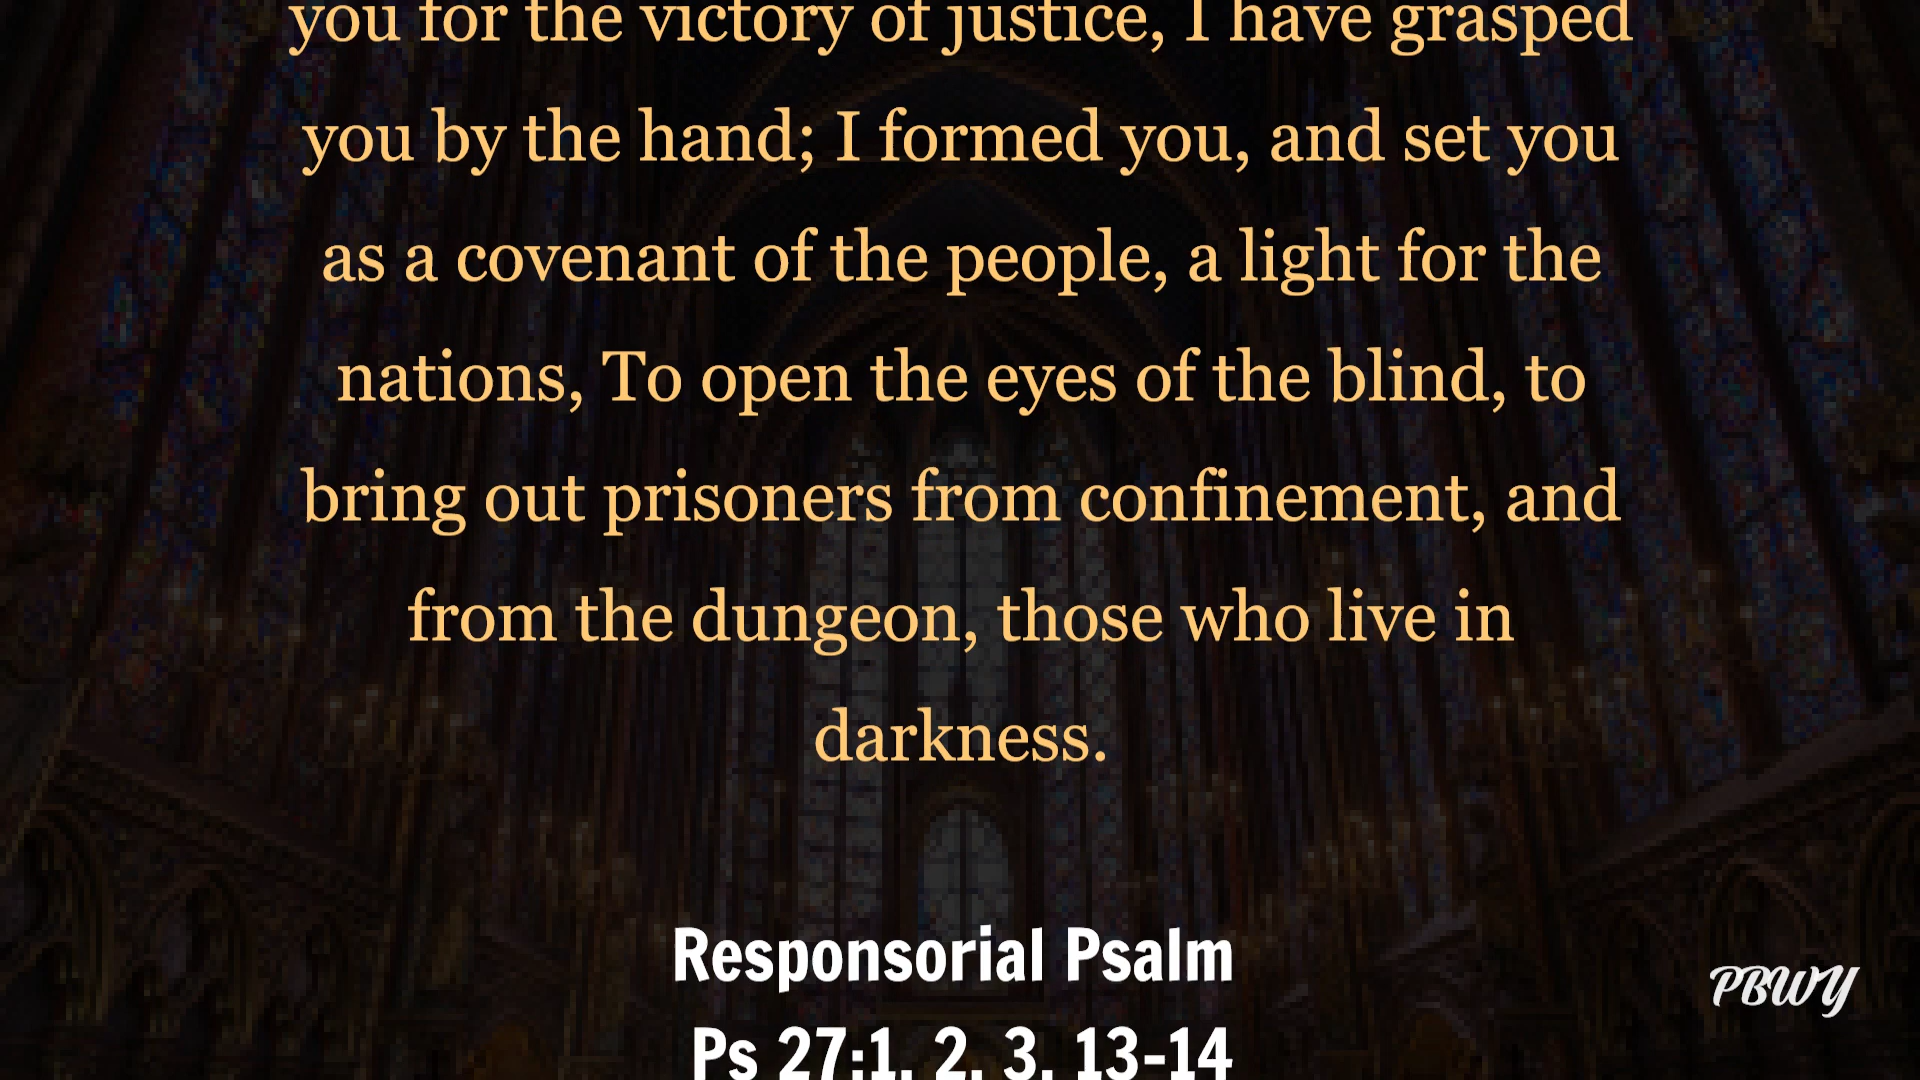 you for the victory of justice, I have grasped
you by the hand; I formed you, and set you
as a covenant of the people, a light for the
nations, To open the eyes of the blind, to
bring out prisoners from confinement, and
from the dungeon, those who live in
darkness.
Responsorial Psalm
PBWY
Ps 27:1, 2, 3, 13-14